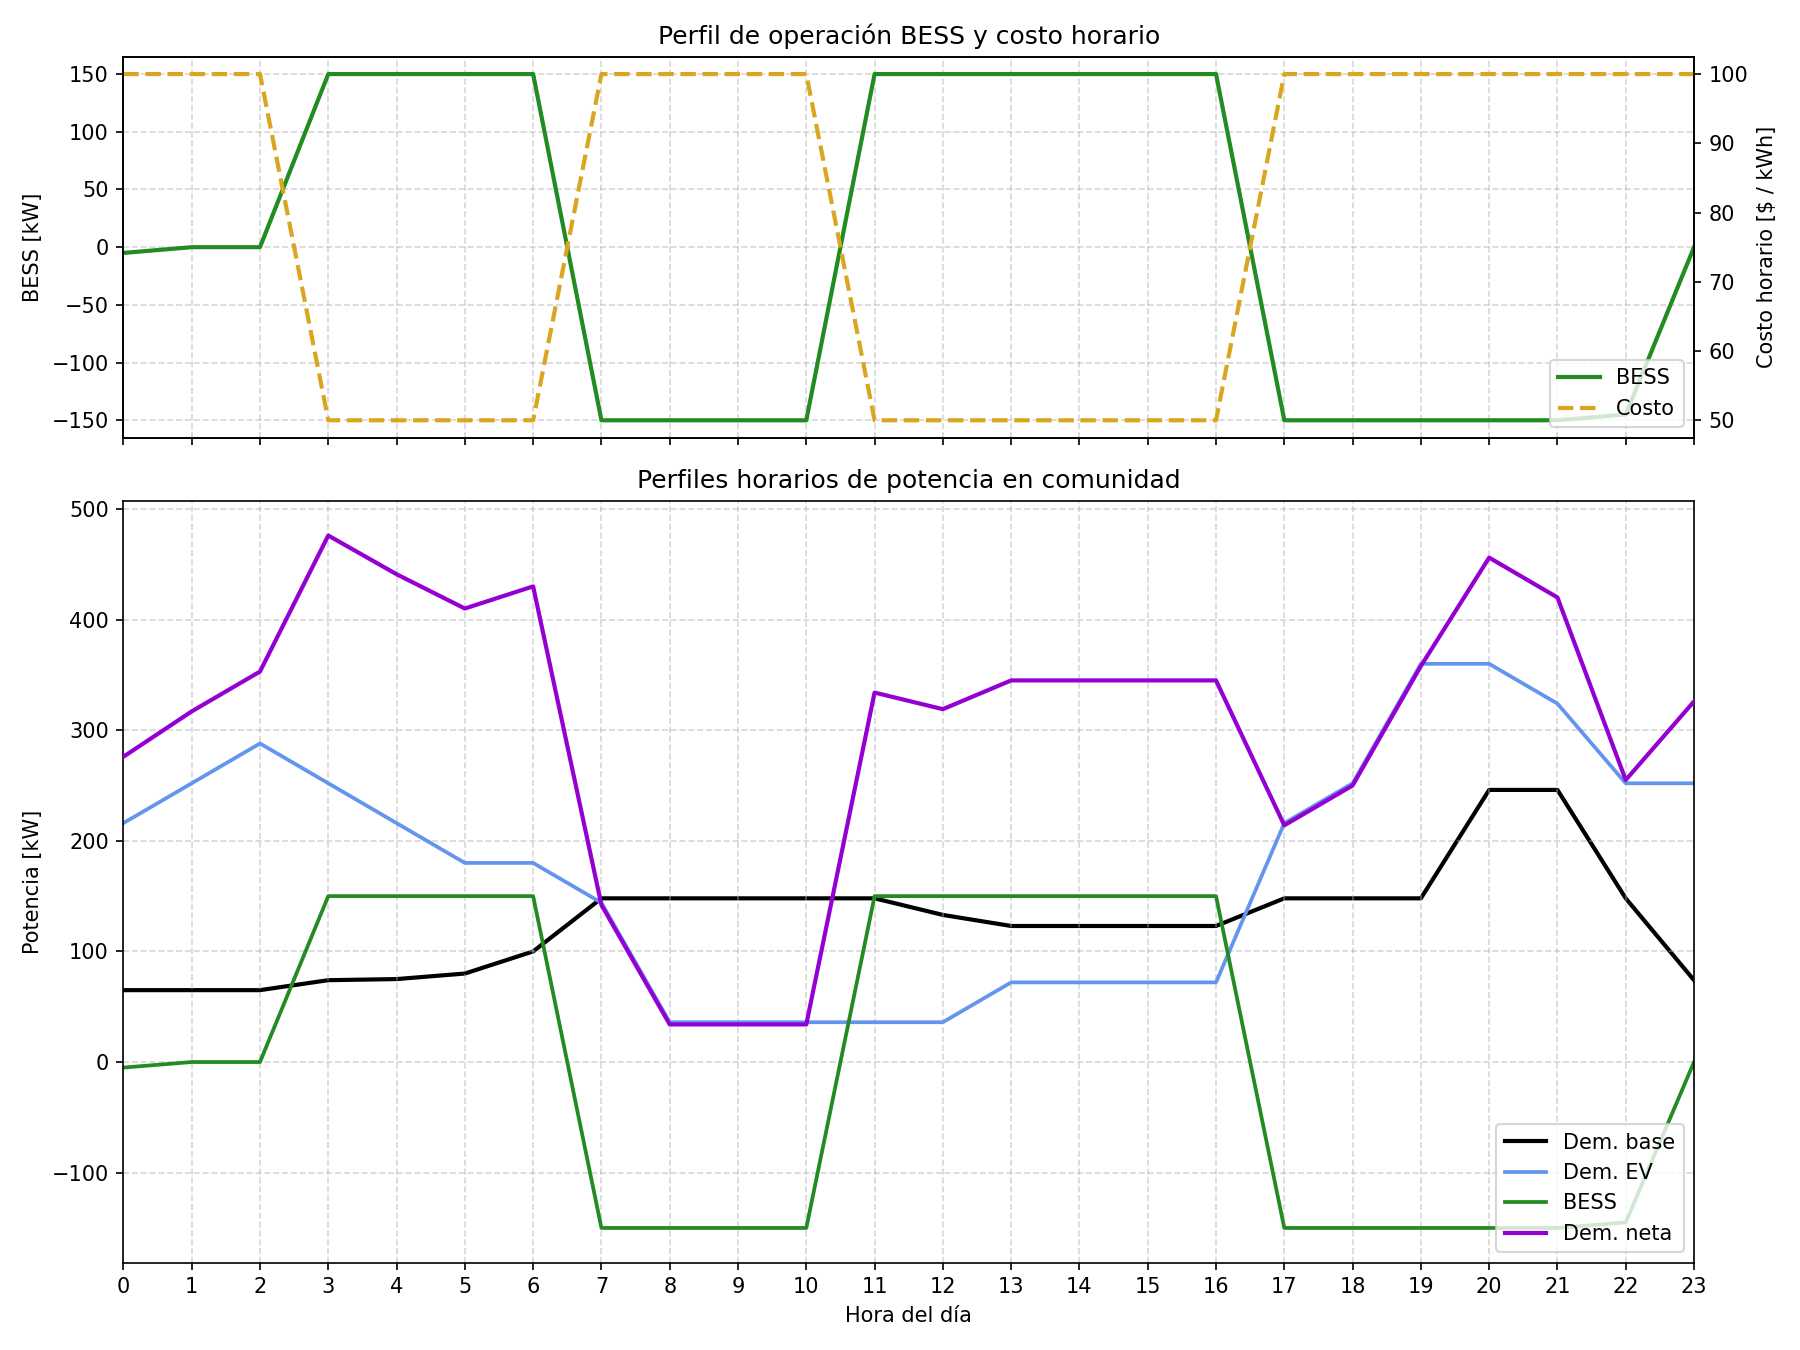 Perfil de operación BESS y costo horario
150
100
50
0
−50
−100
−150
BESS [kW]
100
90
80
70
60
50
Costo horario [$ / kWh]
BESS
Costo
Perfiles horarios de potencia en comunidad
500
400
300
200
100
0
−100
Potencia [kW]
Dem. base
Dem. EV
BESS
Dem. neta
0 1 2 3 4 5 6 7 8 9 10 11 12 13 14 15 16 17 18 19 20 21 22 23
Hora del día